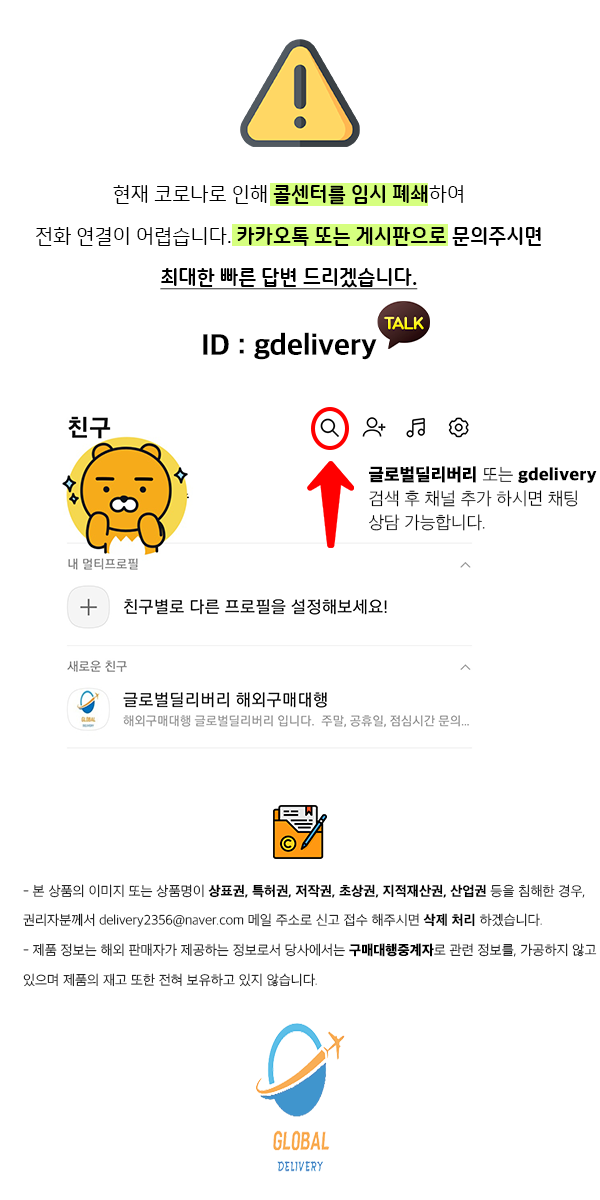 현재 코로나로 인해 콜센터를 임시 폐쇄하여
전화 연결이 어렵습니다. 카카오톡 또는 게시판으로 문의주시면
최대한 빠른 답변 드리겠습니다.
ID : gdelivery
TALK
친구
글로벌딜리버리 또는 gdelivery
검색 후 채널 추가 하시면 채팅
상담 가능합니다.
내 멀티프로필
친구별로 다른 프로필을 설정해보세요!
새로운 친구
GLOBAL
DELIVERY
글로벌딜리버리 해외구매대행
해외구매대행 글로벌딜리버리 입니다. 주말, 공휴일, 점심시간 문의...
C
- 본 상품의 이미지 또는 상품명이 상표권, 특허권, 저작권, 초상권, 지적재산권, 산업권 등을 침해한 경우,
권리자분께서 delivery2356@naver.com 메일 주소로 신고 접수 해주시면 삭제 처리 하겠습니다.
- 제품 정보는 해외 판매자가 제공하는 정보로서 당사에서는 구매대행중계자로 관련 정보를, 가공하지 않고
있으며 제품의 재고 또한 전혀 보유하고 있지 않습니다.
GLOBAL
DELIVERY